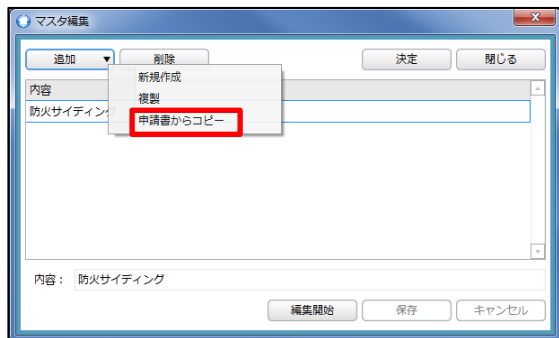 マスタ編集
追加 ▼ 削除 決定 閉じる
新規作成
内容
複製
防火サイディング
申請書からコピー
内容： 防火サイディング
編集開始 保存 キャンセル